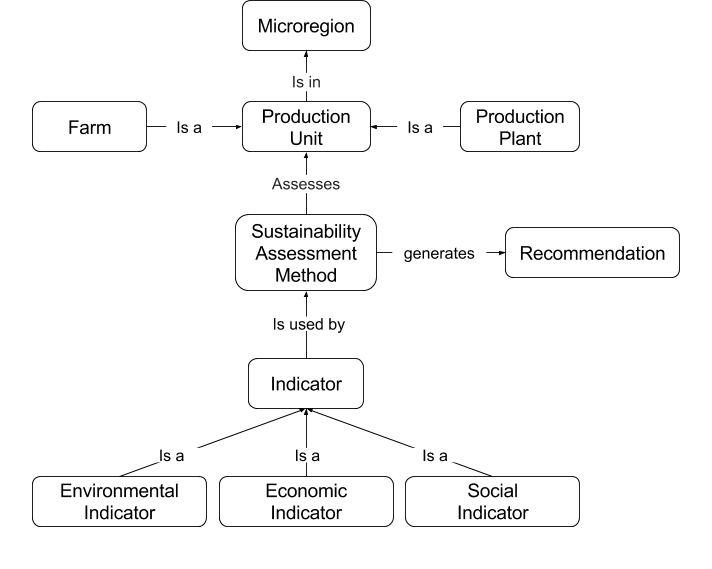 Microregion
Is in
Farm
Is a
Production
Unit
Is a
Production
Plant
Assesses
Sustainability
Assessment
Method
generates
Recommendation
Is used by
Indicator
Is a
Is a
Is a
Environmental
Indicator
Economic
Indicator
Social
Indicator